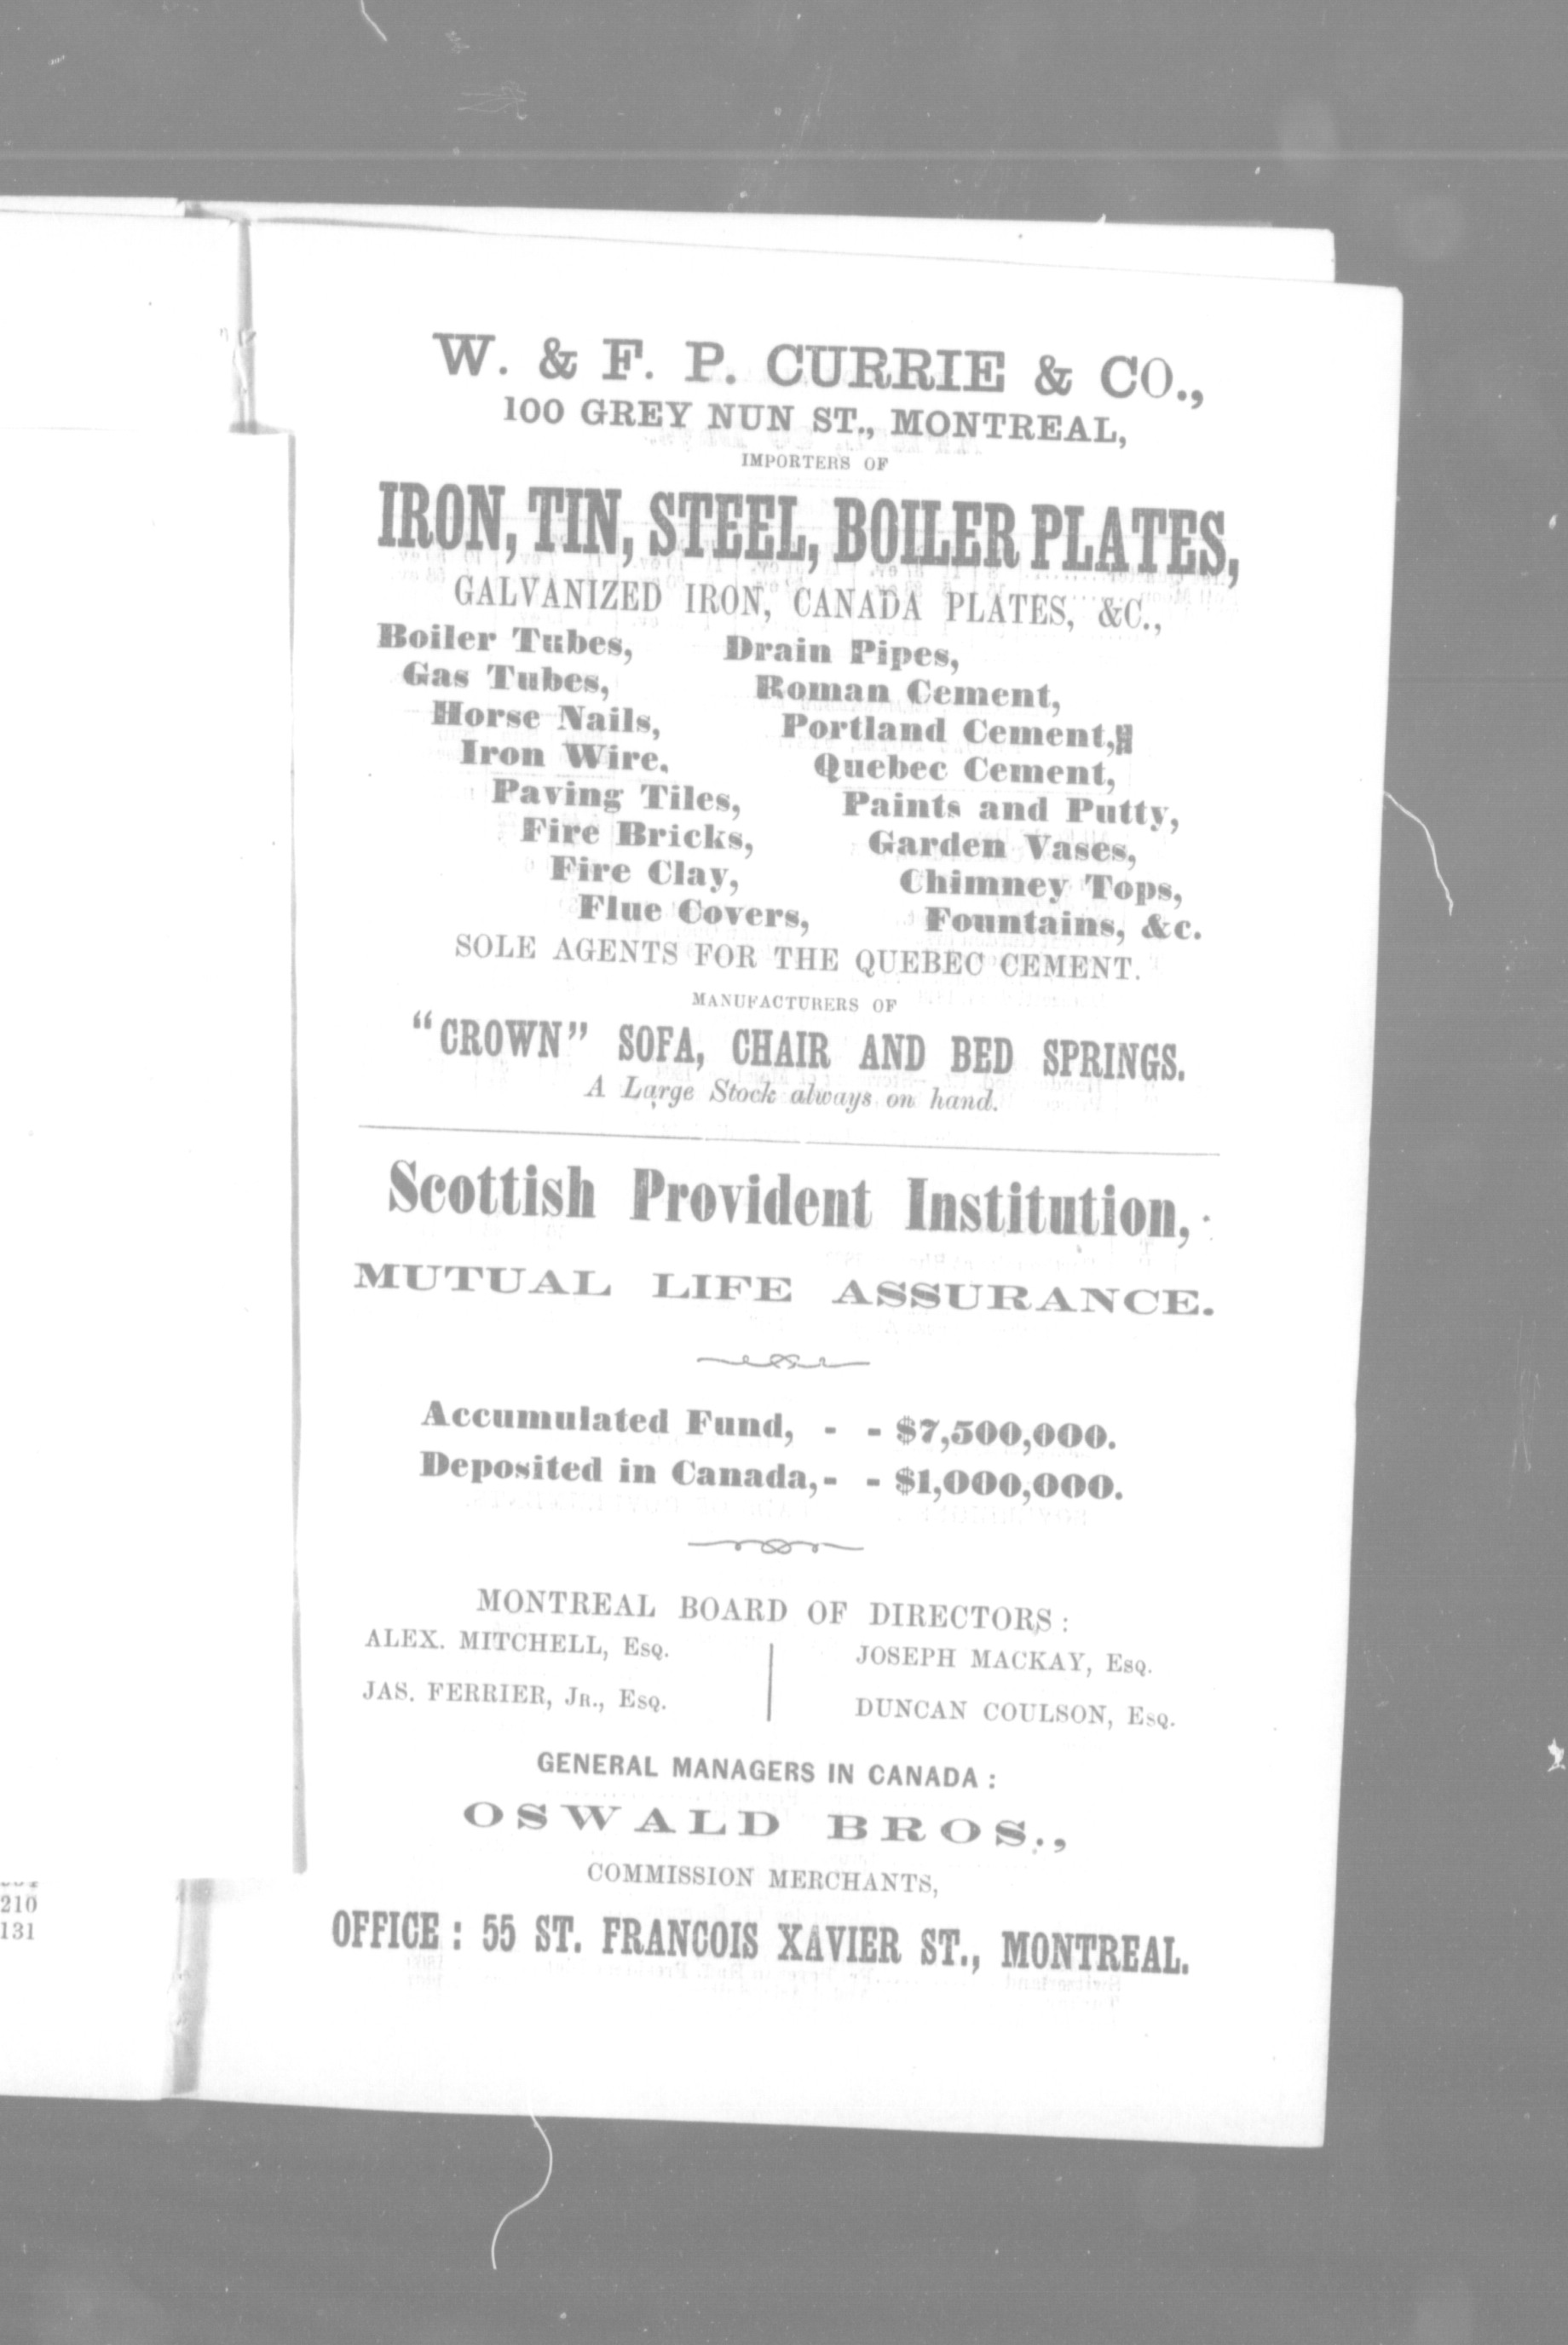 W. & F. P. CURRIE & CO.,
100 GREY NUN ST., MONTREAL,
IMPORTERS OF
IRON, TIN, STEEL, BOILER PLATES,
GALVANIZED IRON, CANADA PLATES, &C.,
Boiler Tubes, Drain Pipes,
Gas Tubes, Roman Cement,
Horse Nails, Portland Cement,
Iron Wire. Quebec Cement,
Paving Tiles, Paints and Putty,
Fire Bricks, Garden Vases,
Fire Clay, Chimney Tops,
Flue Covers, Fountains, &c.
SOLE AGENTS FOR THE QUEBEC CEMENT.
MANUFACTURERS OF
"CROWN" SOFA, CHAIR AND BED SPRINGS.
A Large Stock always on hand.
Scottish Provident Institution,
MUTUAL LIFE ASSURANCE.
Accumulated Fund, - - $7,500,000.
Deposited in Canada, - - $1,000,000.
MONTREAL BOARD OF DIRECTORS:
ALEX. MITCHELL, Esq. JOSEPH MACKAY, Esq.
JAS. FERRIER, Jr., Esq. DUNCAN COULSON, Esq.
GENERAL MANAGERS IN CANADA:
OSWALD BROS.,
COMMISSION MERCHANTS,
OFFICE: 55 ST. FRANCOIS XAVIER ST., MONTREAL.
210
131